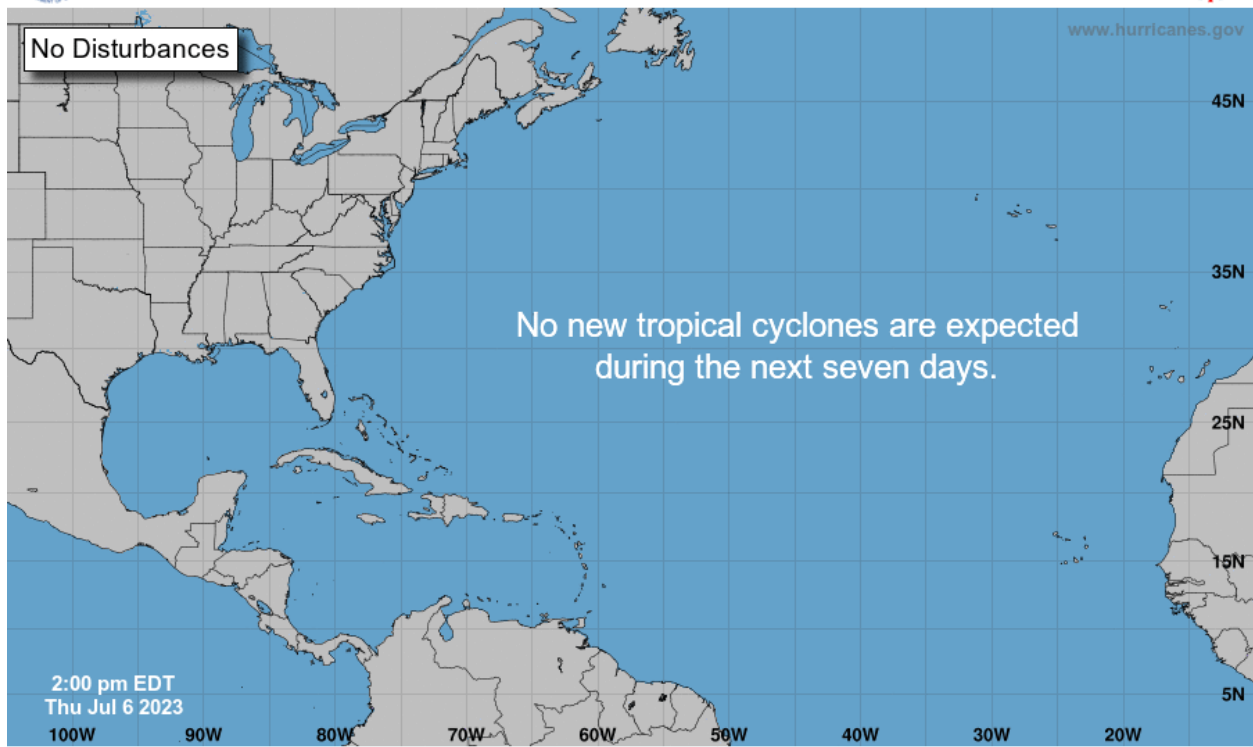 www.hurricanes.gov
No Disturbances
45N
35N
No new tropical cyclones are expected
during the next seven days.
25N
15N
2:00 pm EDT
Thu Jul 6 2023
5N
100W 90W 80W 70W 60W 50W 40W 30W 20W